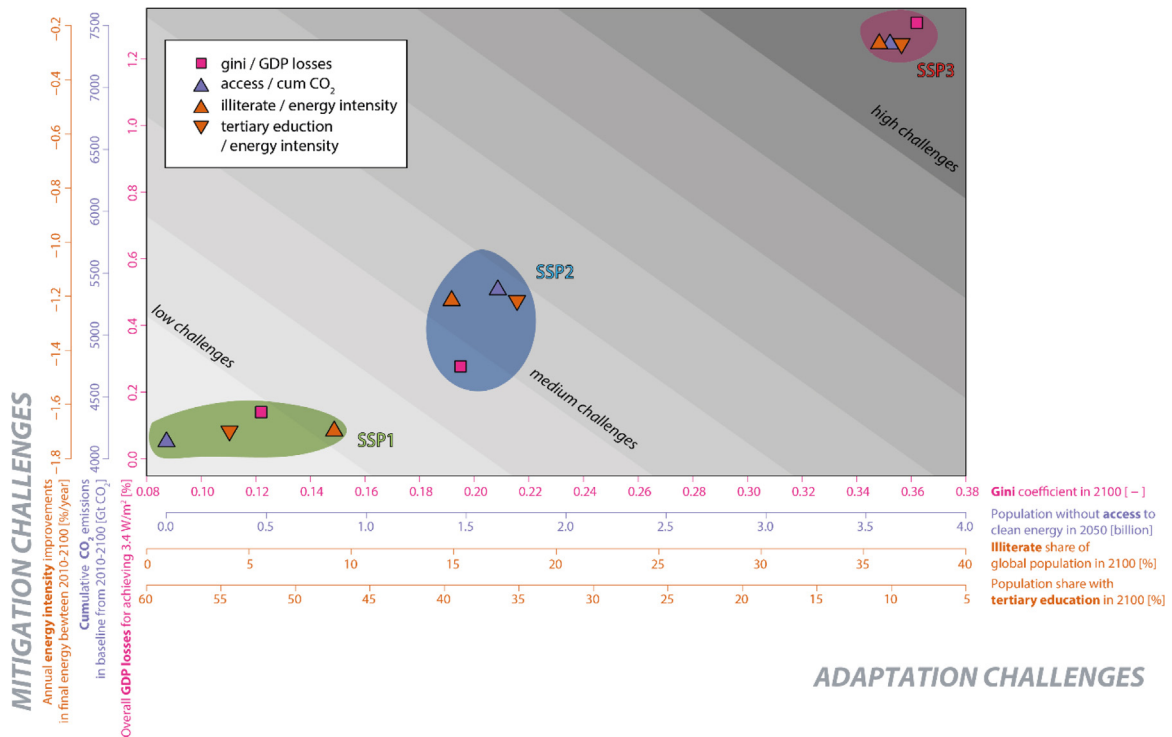 MITIGATION CHALLENGES
Annual energy intensity improvements
in final energy bewteen 2010-2100 [%/year]
−0.2
−0.4
−0.6
−0.8
−1.0
−1.2
−1.4
−1.6
−1.8
Cumulative CO2 emissions
in baseline from 2010-2100 [Gt CO2]
7500
7000
6500
6000
5500
5000
4500
4000
Overall GDP losses for achieving 3.4 W/m² [%]
1.2
1.0
0.8
0.6
0.4
0.2
0.0
gini / GDP losses
access / cum CO2
illiterate / energy intensity
tertiary eduction
/ energy intensity
SSP3
high challenges
SSP2
low challenges
medium challenges
SSP1
0.08 0.10 0.12 0.14 0.16 0.18 0.20 0.22 0.24 0.26 0.28 0.30 0.32 0.34 0.36 0.38
Gini coefficient in 2100 [ – ]
0.0 0.5 1.0 1.5 2.0 2.5 3.0 3.5 4.0
Population without access to
clean energy in 2050 [billion]
0 5 10 15 20 25 30 35 40
Illiterate share of
global population in 2100 [%]
60 55 50 45 40 35 30 25 20 15 10 5
Population share with
tertiary education in 2100 [%]
ADAPTATION CHALLENGES